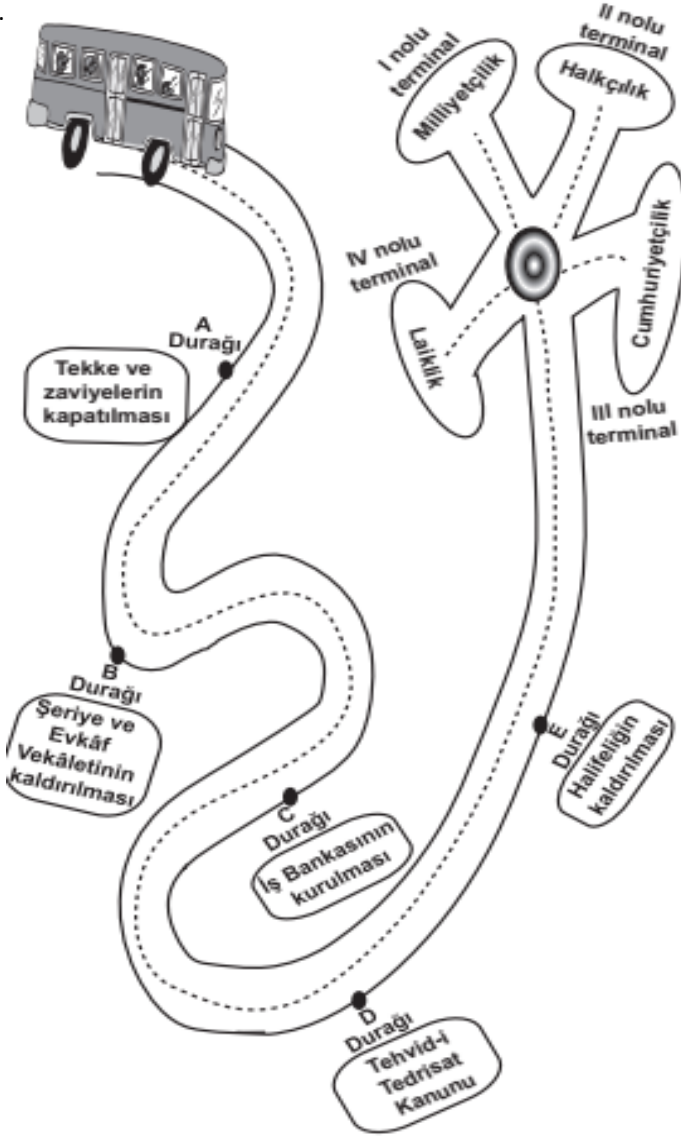 I nolu
terminal
Milliyetçilik
II nolu
terminal
Halkçılık
IV nolu
terminal
Laiklik
Cumhuriyetçilik
III nolu
terminal
A
Durağı
Tekke ve
zaviyelerin
kapatılması
B
Durağı
Şeriye ve
Evkâf
Vekâletinin
kaldırılması
C
Durağı
İş Bankasının
kurulması
D
Durağı
Tehvid-i
Tedrisat
Kanunu
E
Durağı
Halifeliğin
kaldırılması